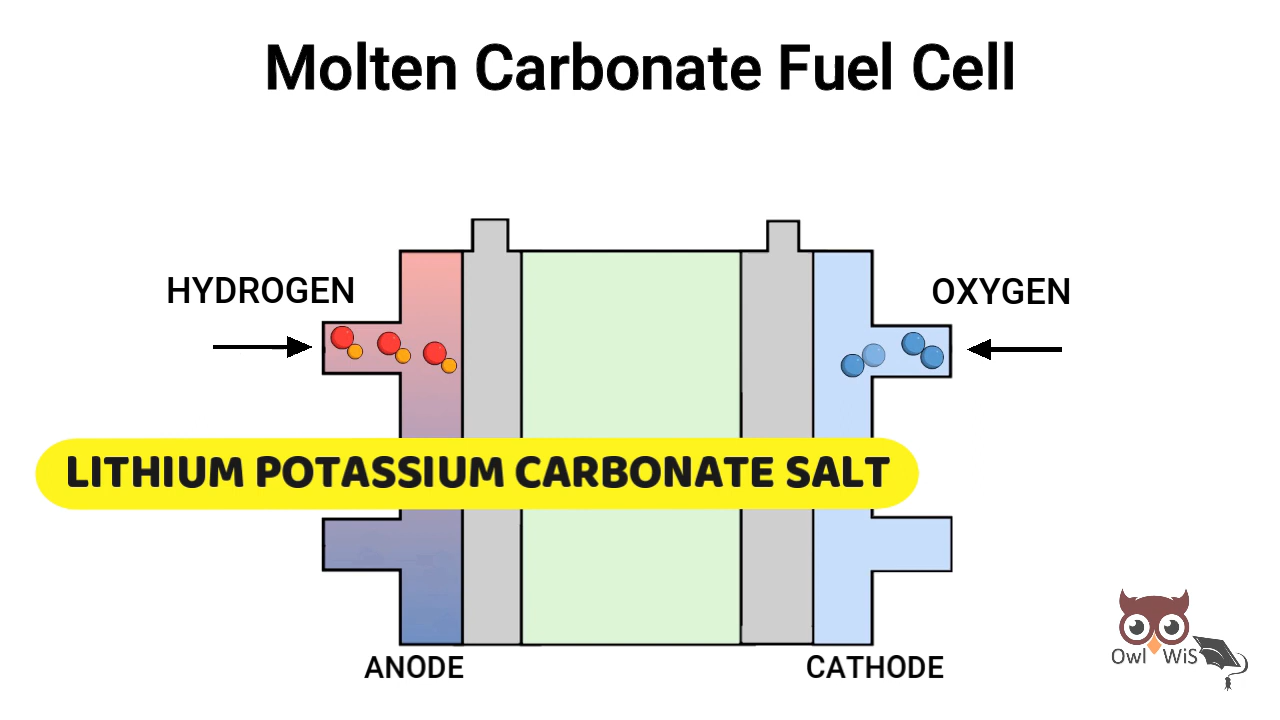 Molten Carbonate Fuel Cell
HYDROGEN
OXYGEN
LITHIUM POTASSIUM CARBONATE SALT
ANODE
CATHODE
Owl WiS